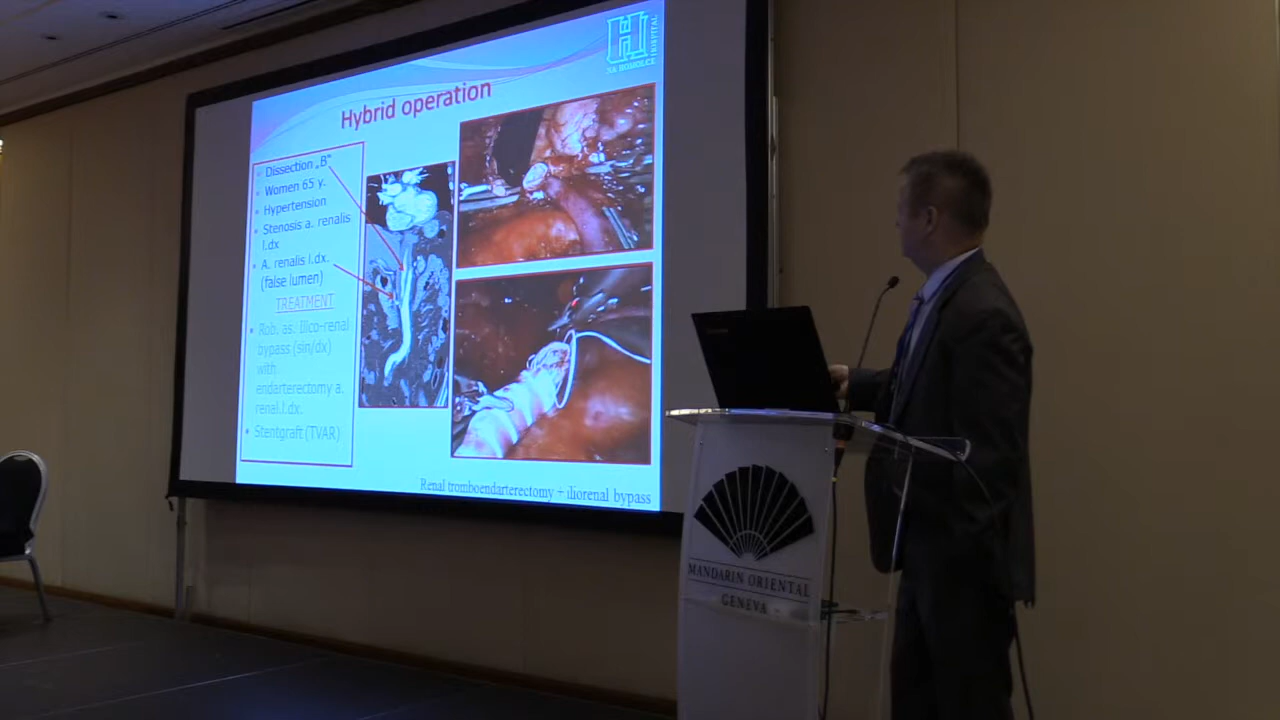 NA HOMOLCE
HOSPITAL
Hybrid operation
Dissection „B“
Women 65 y.
Hypertension
Stenosis a. renalis
l.dx
A. renalis l.dx.
(false lumen)
TREATMENT
Rob. as. Ilico-renal
bypass (sin/dx)
with
endarterectomy a.
renal.l.dx.
Stentgraft (TVAR)
Renal tromboendarterectomy + iliorenal bypass
MANDARIN ORIENTAL
GENEVA